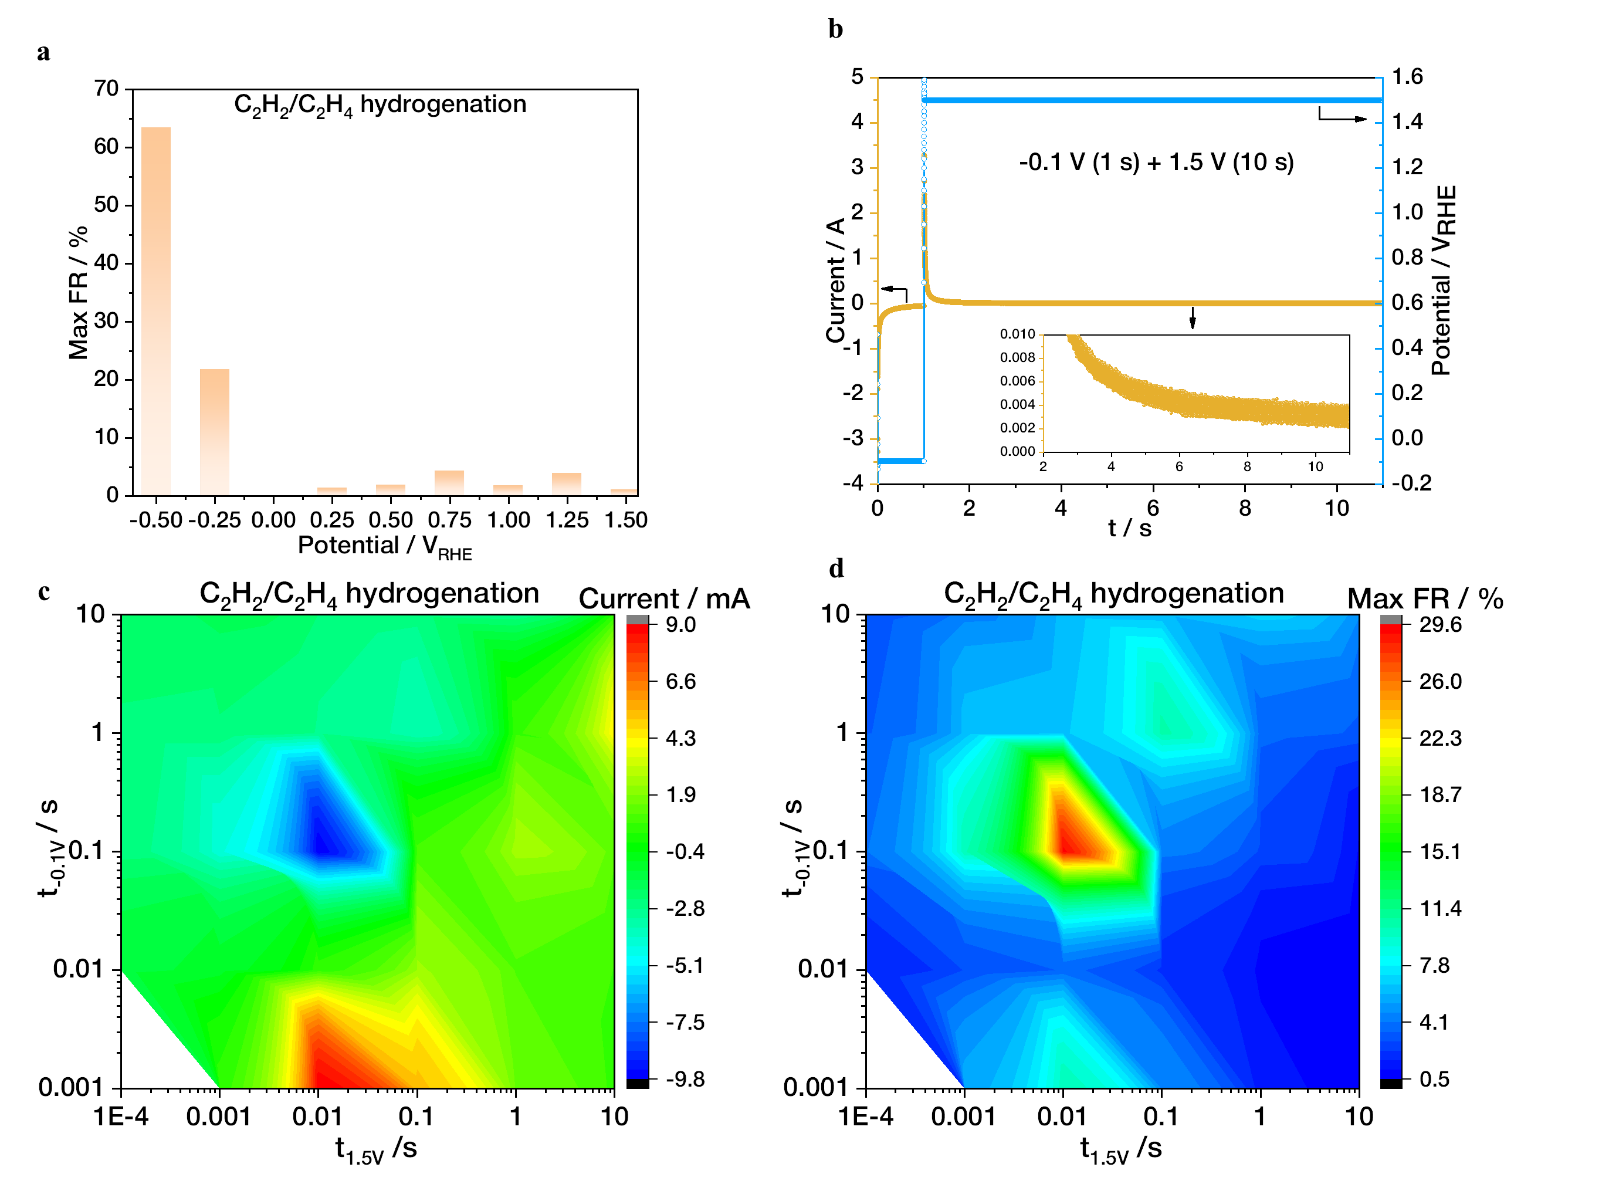 a
C₂H₂/C₂H₄ hydrogenation
70
60
50
40
30
20
10
0
Max FR / %
-0.50 -0.25 0.00 0.25 0.50 0.75 1.00 1.25 1.50
Potential / V_RHE
b
5
4
3
2
1
0
-1
-2
-3
-4
Current / A
-0.1 V (1 s) + 1.5 V (10 s)
1.6
1.4
1.2
1.0
0.8
0.6
0.4
0.2
0.0
-0.2
Potential / V_RHE
0.010
0.008
0.006
0.004
0.002
0.000
2 4 6 8 10
0 2 4 6 8 10
t / s
c
C₂H₂/C₂H₄ hydrogenation
Current / mA
10
1
0.1
0.01
0.001
t_-0.1V / s
1E-4 0.001 0.01 0.1 1 10
t_1.5V /s
9.0
6.6
4.3
1.9
-0.4
-2.8
-5.1
-7.5
-9.8
d
C₂H₂/C₂H₄ hydrogenation
Max FR / %
10
1
0.1
0.01
0.001
t_-0.1V / s
1E-4 0.001 0.01 0.1 1 10
t_1.5V /s
29.6
26.0
22.3
18.7
15.1
11.4
7.8
4.1
0.5